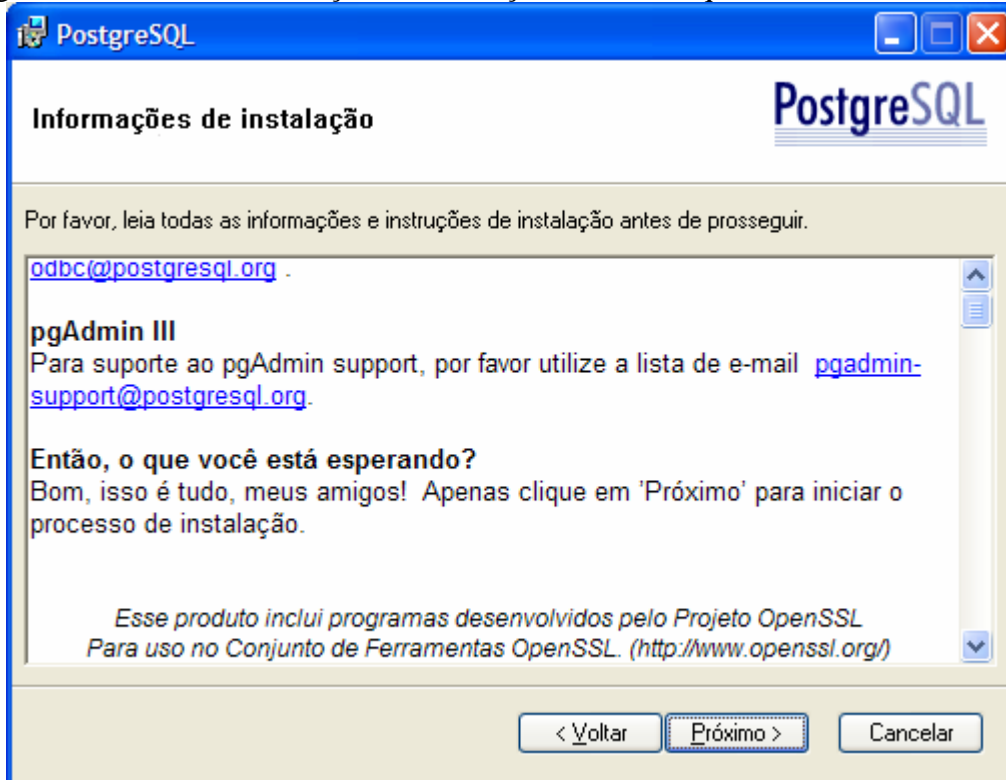 PostgreSQL
Informações de instalação
PostgreSQL
Por favor, leia todas as informações e instruções de instalação antes de prosseguir.
odbc@postgresql.org .
pgAdmin III
Para suporte ao pgAdmin support, por favor utilize a lista de e-mail pgadmin-
support@postgresql.org.
Então, o que você está esperando?
Bom, isso é tudo, meus amigos! Apenas clique em 'Próximo' para iniciar o
processo de instalação.
Esse produto inclui programas desenvolvidos pelo Projeto OpenSSL
Para uso no Conjunto de Ferramentas OpenSSL. (http://www.openssl.org/)
< Voltar
Próximo >
Cancelar